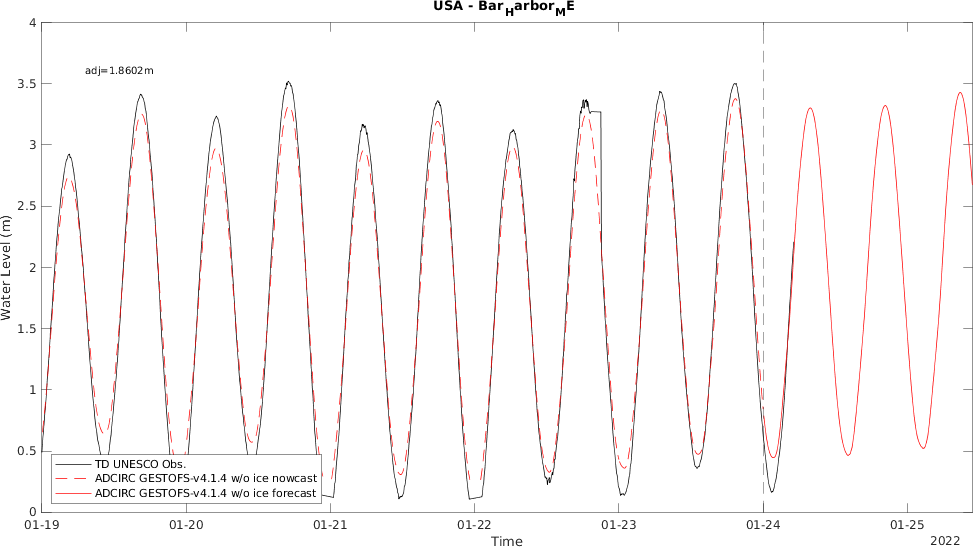 USA - Bar_Harbor_ME
4
adj=1.8602m
3.5
3
2.5
2
1.5
1
0.5
0
Water Level (m)
TD UNESCO Obs.
ADCIRC GESTOFS-v4.1.4 w/o ice nowcast
ADCIRC GESTOFS-v4.1.4 w/o ice forecast
01-19 01-20 01-21 01-22 01-23 01-24 01-25
Time
2022